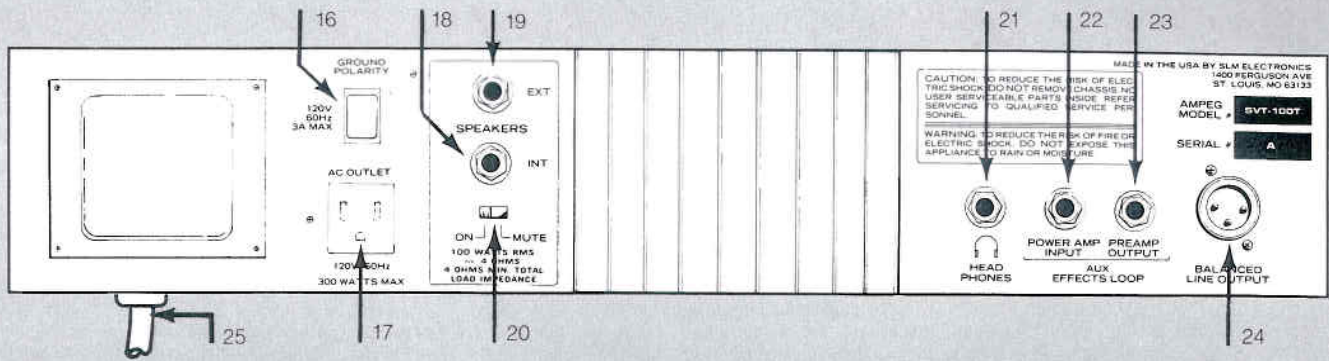 16
18
19
21
22
23
GROUND
POLARITY
120V
60Hz
3A MAX
AC OUTLET
120V/60Hz
300 WATTS MAX
EXT
SPEAKERS
INT
ON
MUTE
100 WATTS RMS
4 OHMS
4 OHMS MIN. TOTAL
LOAD IMPEDANCE
MADE IN THE USA BY SLM ELECTRONICS
1400 FERGUSON AVE
ST. LOUIS, MO 63133
CAUTION: TO REDUCE THE RISK OF ELEC
TRIC SHOCK, DO NOT REMOVE CHASSIS. NO
USER SERVICEABLE PARTS INSIDE. REFER
SERVICING TO QUALIFIED SERVICE PER
SONNEL.
WARNING: TO REDUCE THE RISK OF FIRE OR
ELECTRIC SHOCK, DO NOT EXPOSE THIS
APPLIANCE TO RAIN OR MOISTURE
AMPEG
MODEL #
SVT-100T
SERIAL #
A
HEAD
PHONES
POWER AMP
INPUT
PREAMP
OUTPUT
AUX
EFFECTS LOOP
BALANCED
LINE OUTPUT
25
17
20
24